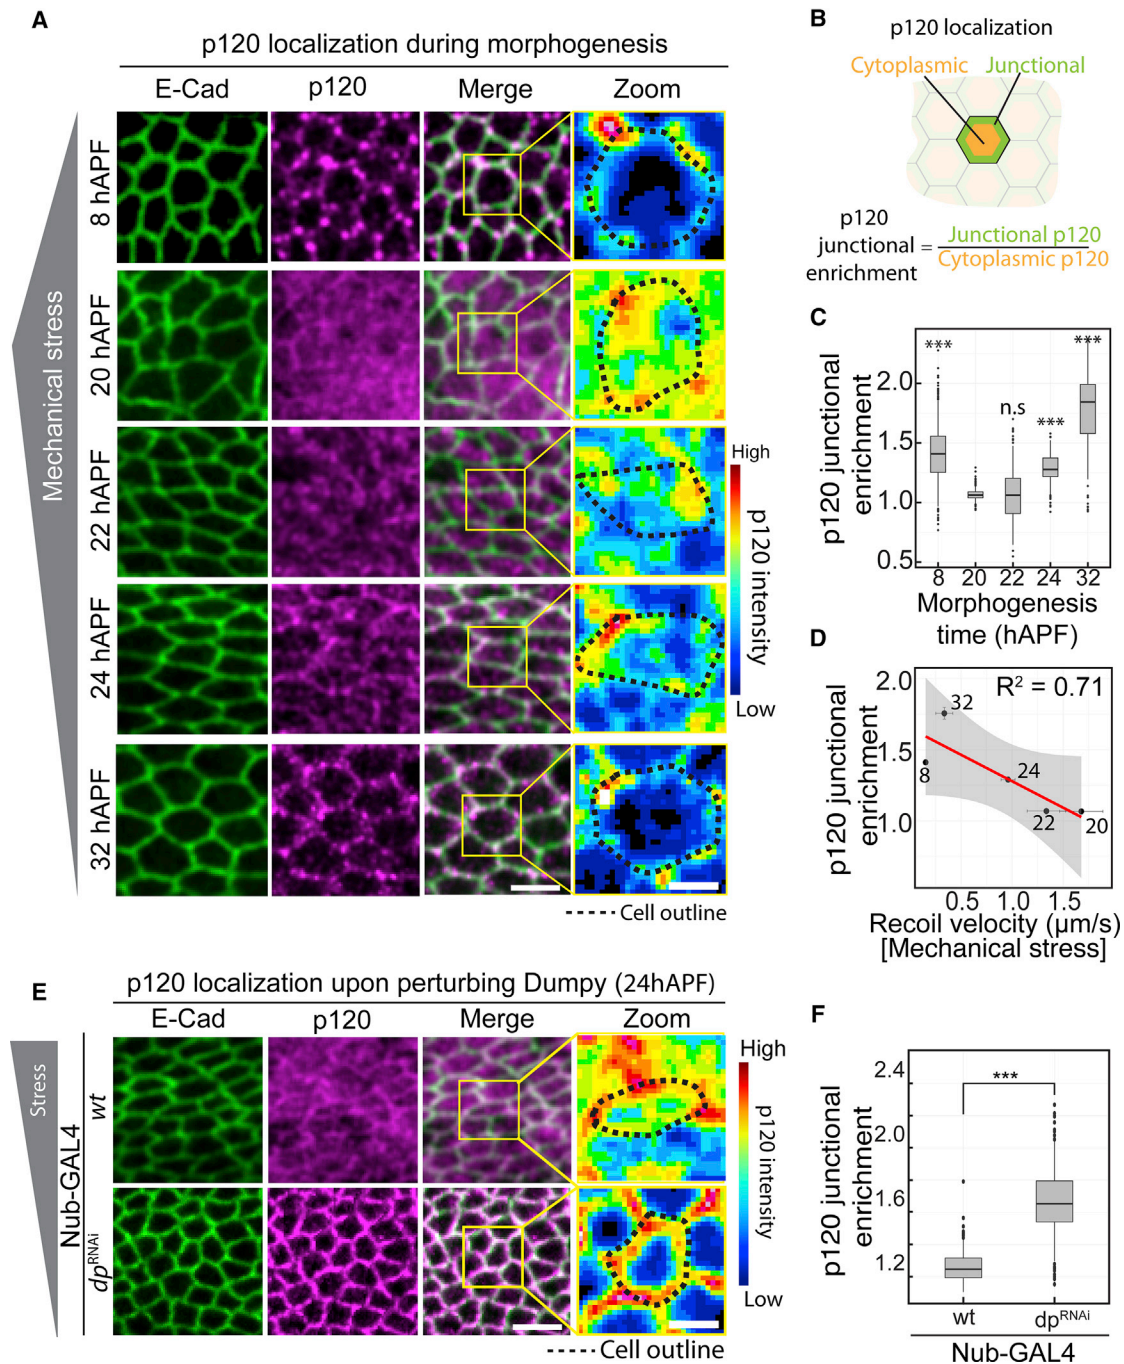 A
p120 localization during morphogenesis
E-Cad p120 Merge Zoom
Mechanical stress
8 hAPF
20 hAPF
22 hAPF
24 hAPF
32 hAPF
High
p120 intensity
Low
Cell outline
B
p120 localization
Cytoplasmic Junctional
p120
junctional
enrichment
=
Junctional p120
Cytoplasmic p120
C
p120 junctional
enrichment
2.0
1.5
1.0
0.5
***
n.s
***
***
8 20 22 24 32
Morphogenesis
time (hAPF)
D
p120 junctional
enrichment
2.0
1.5
1.0
R² = 0.71
32
8
24
22
20
0.5 1.0 1.5
Recoil velocity (µm/s)
[Mechanical stress]
E
p120 localization upon perturbing Dumpy (24hAPF)
E-Cad p120 Merge Zoom
Stress
Nub-GAL4
wt
dpRNAi
High
p120 intensity
Low
Cell outline
F
p120 junctional
enrichment
2.4
2.0
1.6
1.2
***
wt dpRNAi
Nub-GAL4